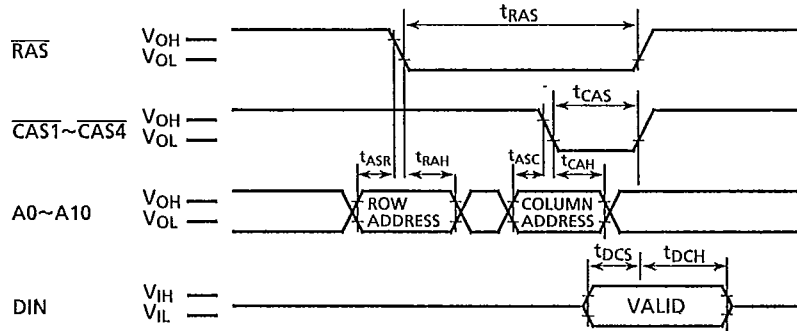 tRAS
RAS VOH
VOL
tCAS
CAS1~CAS4 VOH
VOL
tASR tRAH tASC tCAH
A0~A10 VOH
VOL
ROW ADDRESS
COLUMN ADDRESS
tDCS tDCH
DIN VIH
VIL
VALID